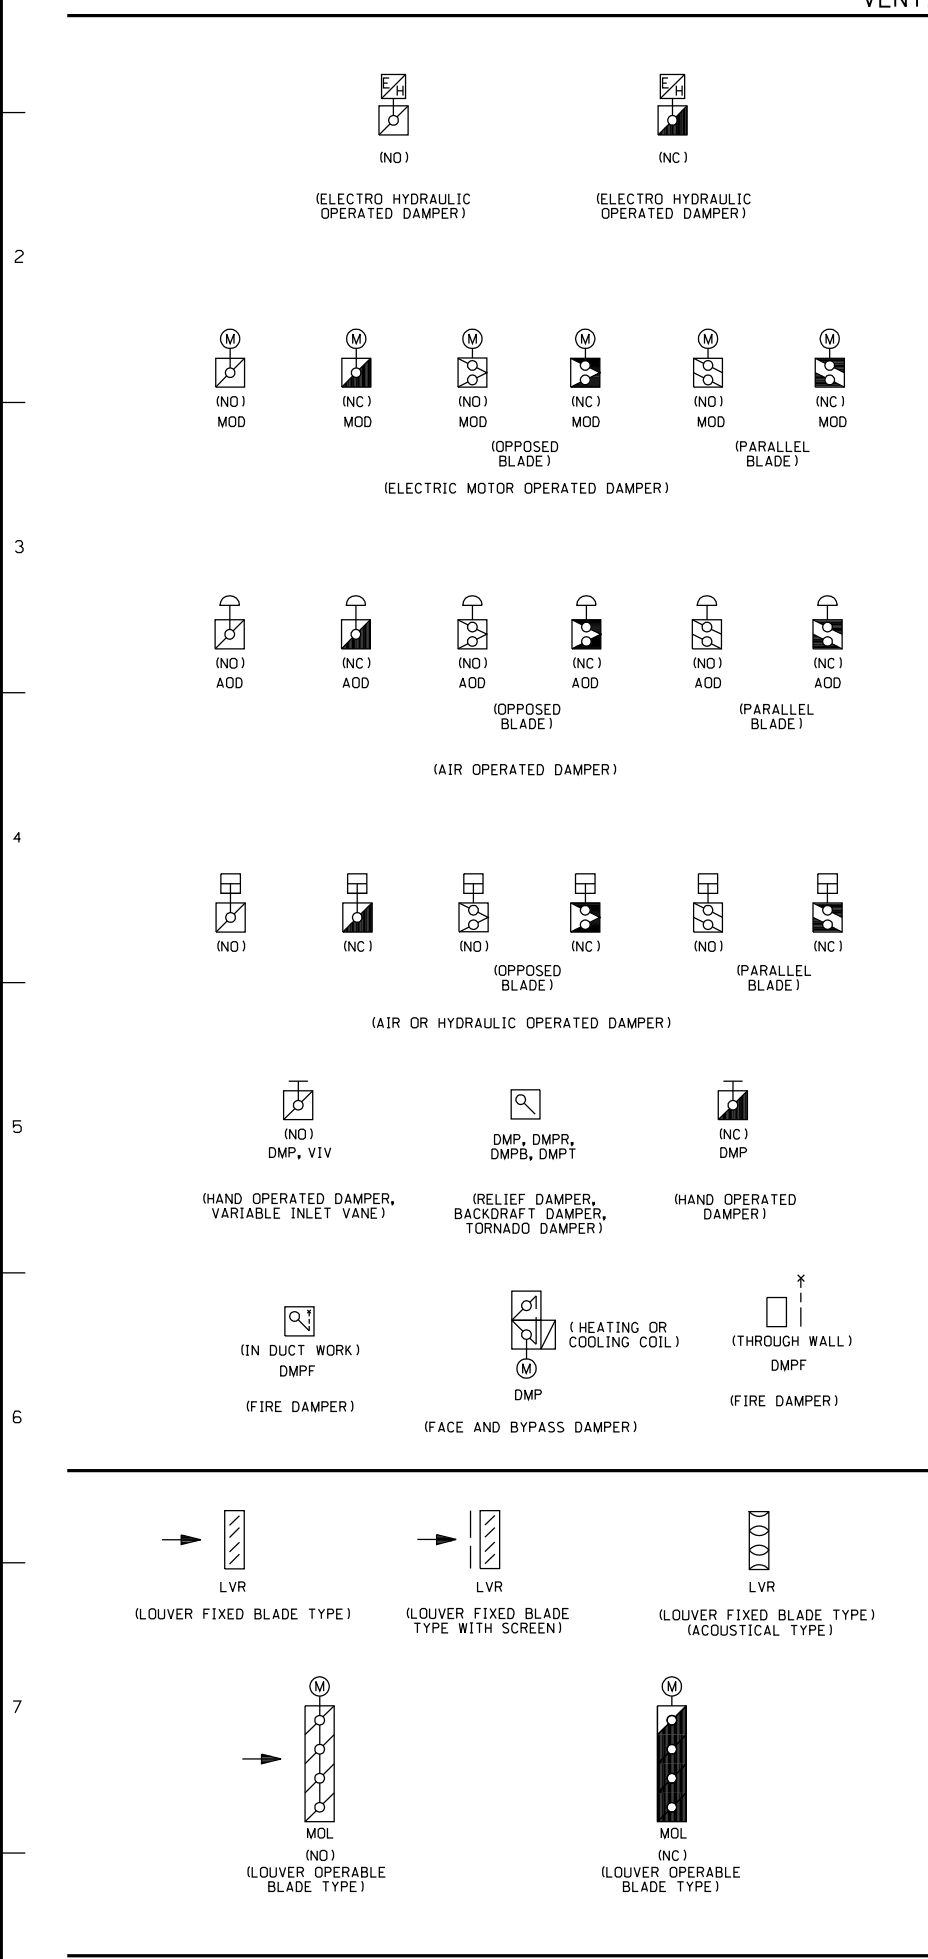 E/H E/H
(NO) (NC)
(ELECTRO HYDRAULIC (ELECTRO HYDRAULIC
OPERATED DAMPER) OPERATED DAMPER)
2
M M M M M M
(NO) (NC) (NO) (NC) (NO) (NC)
MOD MOD MOD MOD MOD MOD
(OPPOSED (PARALLEL
BLADE) BLADE)
(ELECTRIC MOTOR OPERATED DAMPER)
3
(NO) (NC) (NO) (NC) (NO) (NC)
AOD AOD AOD AOD AOD AOD
(OPPOSED (PARALLEL
BLADE) BLADE)
(AIR OPERATED DAMPER)
4
(NO) (NC) (NO) (NC) (NO) (NC)
(OPPOSED (PARALLEL
BLADE) BLADE)
(AIR OR HYDRAULIC OPERATED DAMPER)
5
(NO)
DMP, VIV
(HAND OPERATED DAMPER,
VARIABLE INLET VANE)
DMP, DMPR,
DMPB, DMPT
(RELIEF DAMPER,
BACKDRAFT DAMPER,
TORNADO DAMPER)
(NC)
DMP
(HAND OPERATED
DAMPER)
(IN DUCT WORK)
DMPF
(FIRE DAMPER)
(HEATING OR
COOLING COIL)
M
DMP
(FACE AND BYPASS DAMPER)
(THROUGH WALL)
DMPF
(FIRE DAMPER)
6
LVR
(LOUVER FIXED BLADE TYPE)
LVR
(LOUVER FIXED BLADE
TYPE WITH SCREEN)
LVR
(LOUVER FIXED BLADE TYPE)
(ACOUSTICAL TYPE)
7
M
MOL
(NO)
(LOUVER OPERABLE
BLADE TYPE)
M
MOL
(NC)
(LOUVER OPERABLE
BLADE TYPE)